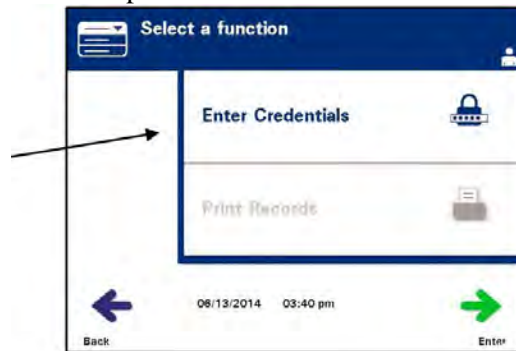 Select a function
Enter Credentials
Print Records
06/13/2014 03:40 pm
Back
Enter